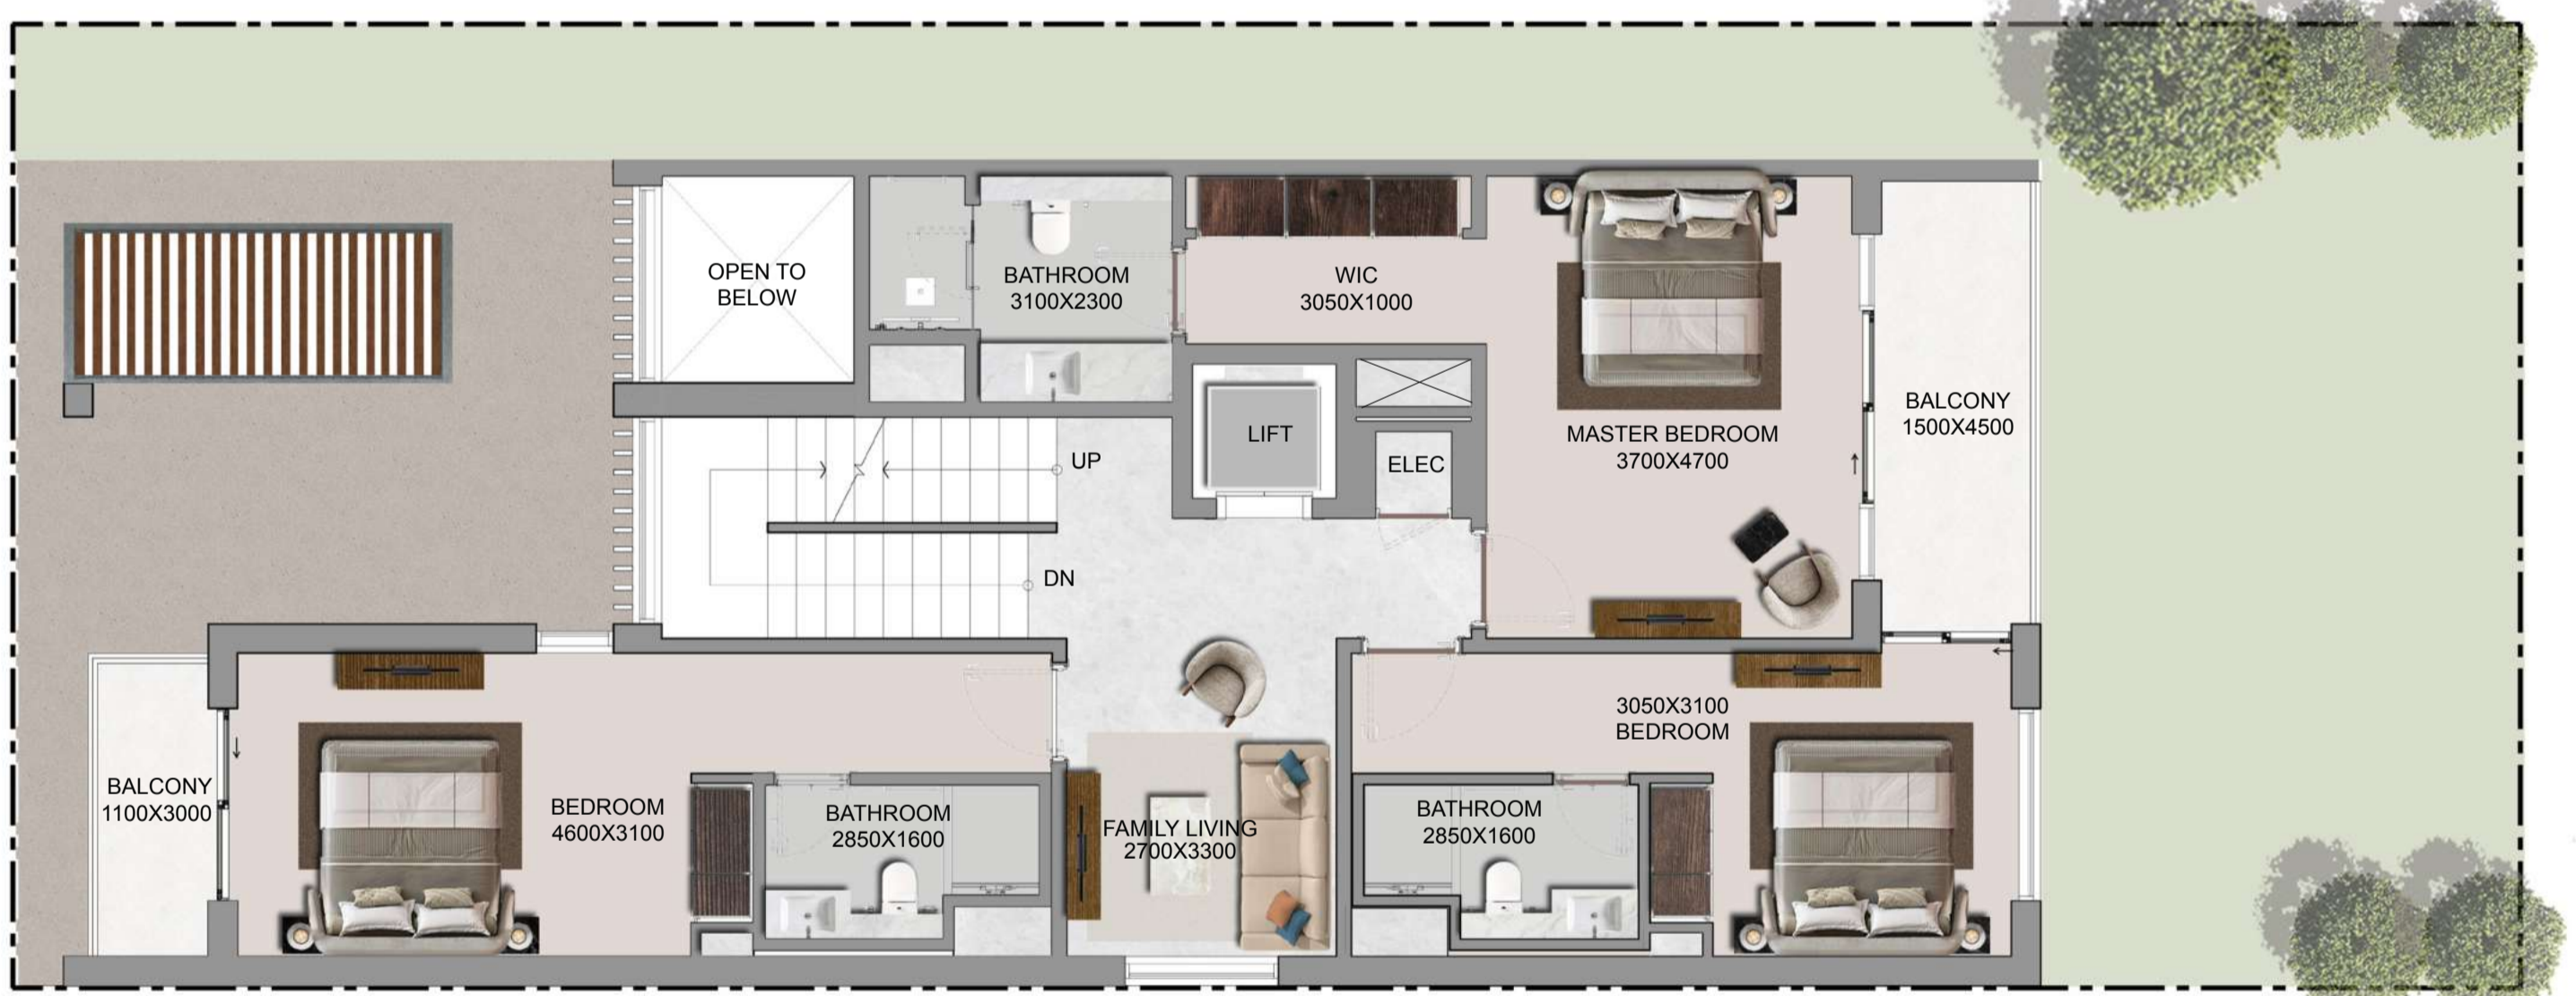 OPEN TO
BELOW
BATHROOM
3100X2300
WIC
3050X1000
LIFT
ELEC
MASTER BEDROOM
3700X4700
BALCONY
1500X4500
UP
DN
BALCONY
1100X3000
BEDROOM
4600X3100
BATHROOM
2850X1600
FAMILY LIVING
2700X3300
BATHROOM
2850X1600
3050X3100
BEDROOM